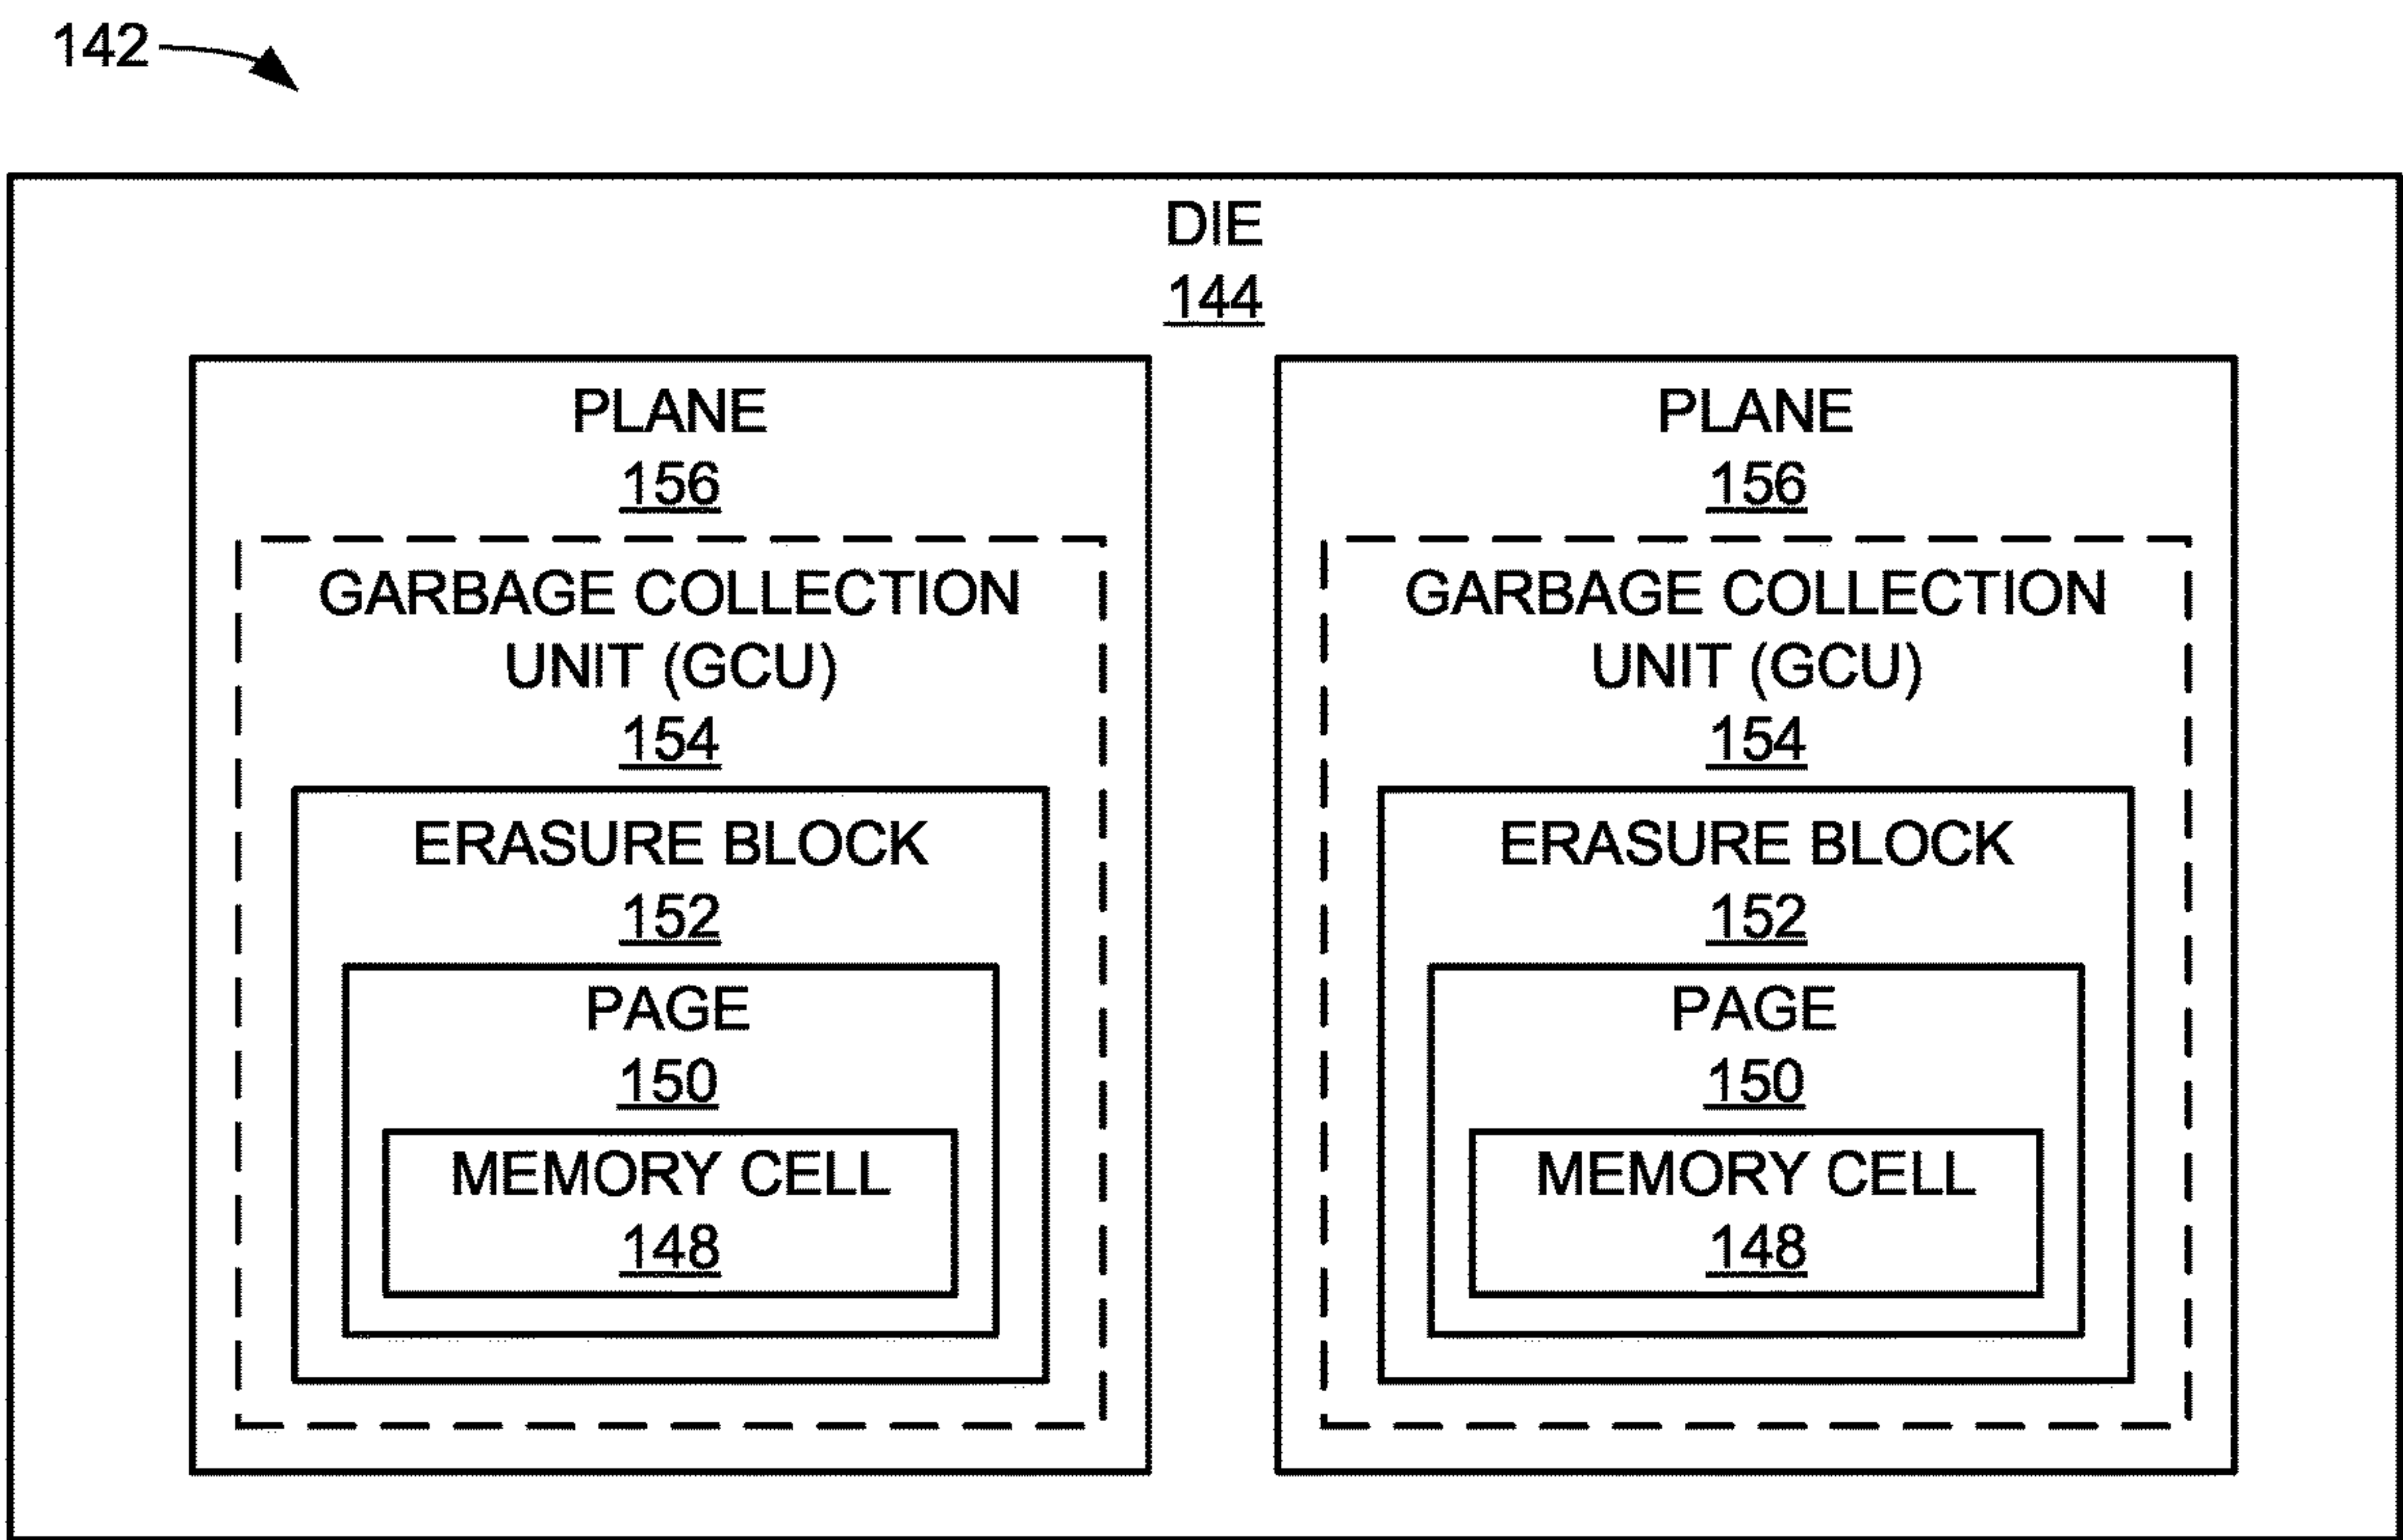 142
DIE
144
PLANE
156
GARBAGE COLLECTION
UNIT (GCU)
154
ERASURE BLOCK
152
PAGE
150
MEMORY CELL
148
PLANE
156
GARBAGE COLLECTION
UNIT (GCU)
154
ERASURE BLOCK
152
PAGE
150
MEMORY CELL
148